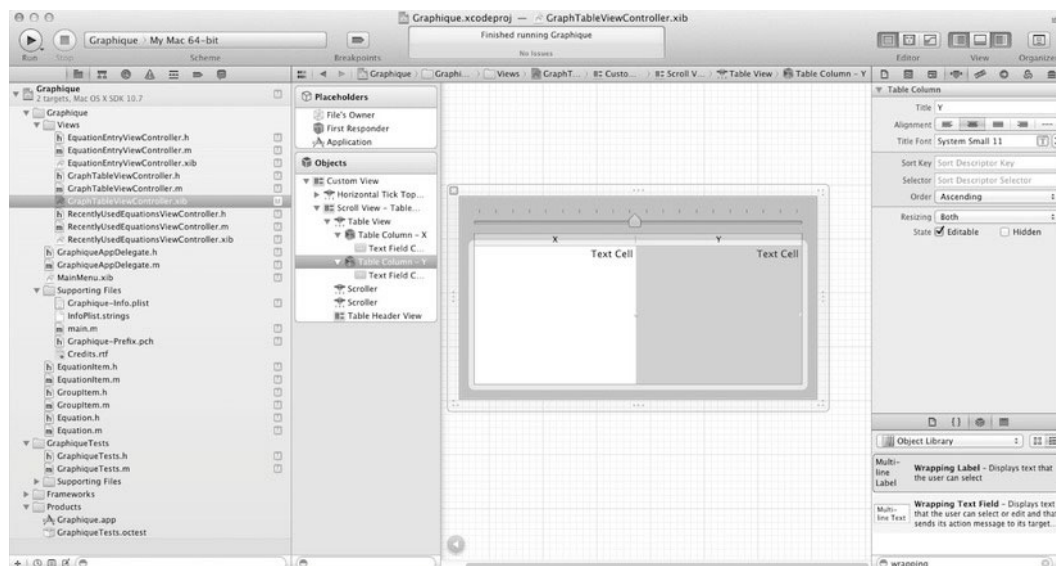 Graphique.xcodeproj — GraphTableViewController.xib
Graphique My Mac 64-bit
Finished running Graphique
No Issues
Run Stop Scheme Breakpoints Editor View Organizer
Graphique Graphi... Views GraphT... Custo... Scroll V... Table View Table Column – Y
Graphique
2 targets, Mac OS X SDK 10.7
Graphique
Views
EquationEntryViewController.h
EquationEntryViewController.m
EquationEntryViewController.xib
GraphTableViewController.h
GraphTableViewController.m
GraphTableViewController.xib
RecentlyUsedEquationsViewController.h
RecentlyUsedEquationsViewController.m
RecentlyUsedEquationsViewController.xib
GraphiqueAppDelegate.h
GraphiqueAppDelegate.m
MainMenu.xib
Supporting Files
Graphique-Info.plist
InfoPlist.strings
main.m
Graphique-Prefix.pch
Credits.rtf
EquationItem.h
EquationItem.m
GroupItem.h
GroupItem.m
Equation.h
Equation.m
GraphiqueTests
GraphiqueTests.h
GraphiqueTests.m
Supporting Files
Frameworks
Products
Graphique.app
GraphiqueTests.octest
Placeholders
File's Owner
First Responder
Application
Objects
Custom View
Horizontal Tick Top...
Scroll View – Table...
Table View
Table Column – X
Text Field C...
Table Column – Y
Text Field C...
Scroller
Scroller
Table Header View
X Y
Text Cell Text Cell
Table Column
Title Y
Alignment
Title Font System Small 11
Sort Key Sort Descriptor Key
Selector Sort Descriptor Selector
Order Ascending
Resizing Both
State Editable Hidden
Object Library
Multi-
line
Label
Wrapping Label – Displays text that
the user can select
Multi-
line Text
Wrapping Text Field – Displays text
that the user can select or edit and that
sends its action message to its target...
wrapping